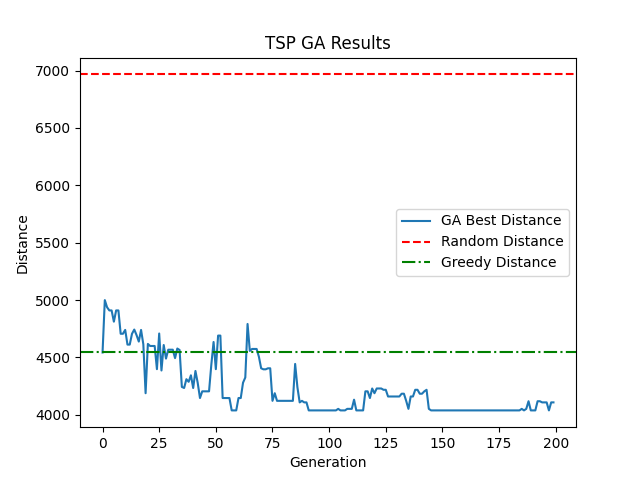 TSP GA Results
7000
6500
6000
5500
5000
4500
4000
Distance
GA Best Distance
Random Distance
Greedy Distance
0 25 50 75 100 125 150 175 200
Generation